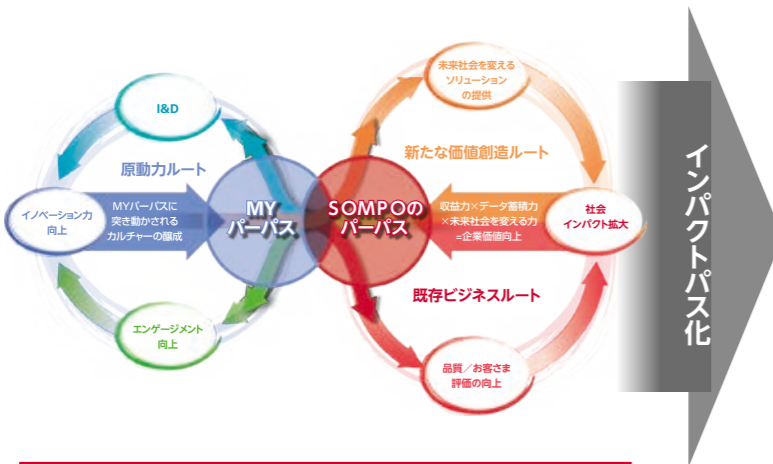 未来社会を変える
ソリューション
の提供
I&D
新たな価値創造ルート
原動力ルート
イノベーション力
向上
MYパーパスに
突き動かされる
カルチャーの醸成
MY
パーパス
SOMPOの
パーパス
収益力×データ蓄積力
×未来社会を変える力
=企業価値向上
社会
インパクト拡大
既存ビジネスルート
エンゲージメント
向上
品質／お客さま
評価の向上
インパクトパス化